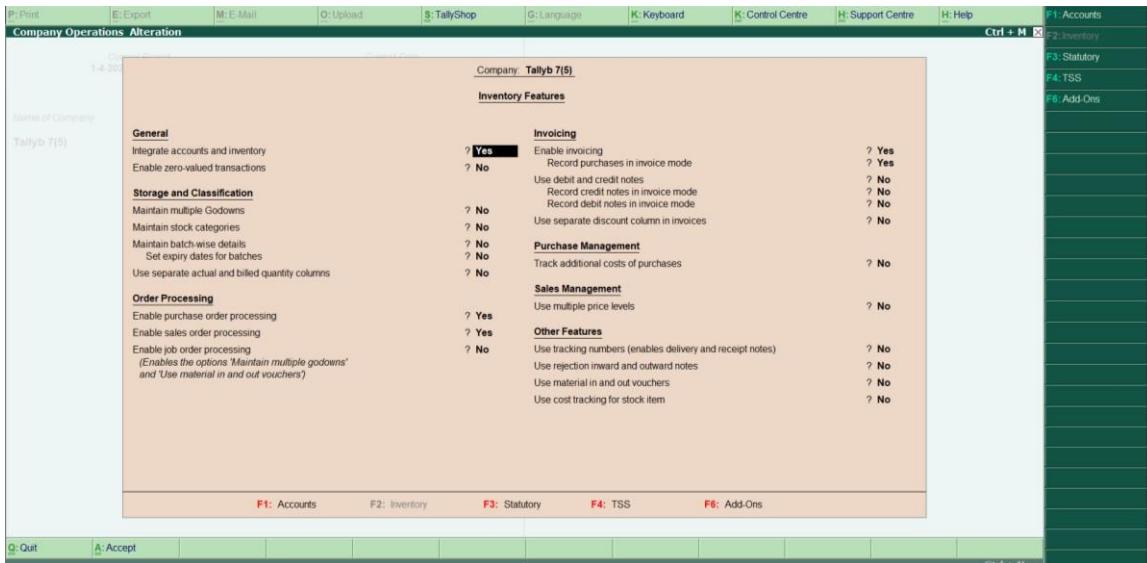 P: Print E: Export M: E-Mail O: Upload S: TallyShop G: Language K: Keyboard K: Control Centre H: Support Centre H: Help
Company Operations Alteration Ctrl + M
Name of Company
Tallyb 7(5)
Company: Tallyb 7(5)
Inventory Features
General
Integrate accounts and inventory ? Yes
Enable zero-valued transactions ? No
Storage and Classification
Maintain multiple Godowns ? No
Maintain stock categories ? No
Maintain batch-wise details ? No
Set expiry dates for batches ? No
Use separate actual and billed quantity columns ? No
Order Processing
Enable purchase order processing ? Yes
Enable sales order processing ? Yes
Enable job order processing ? No
(Enables the options 'Maintain multiple godowns'
and 'Use material in and out vouchers')
Invoicing
Enable invoicing ? Yes
Record purchases in invoice mode ? Yes
Use debit and credit notes ? No
Record credit notes in invoice mode ? No
Record debit notes in invoice mode ? No
Use separate discount column in invoices ? No
Purchase Management
Track additional costs of purchases ? No
Sales Management
Use multiple price levels ? No
Other Features
Use tracking numbers (enables delivery and receipt notes) ? No
Use rejection inward and outward notes ? No
Use material in and out vouchers ? No
Use cost tracking for stock item ? No
F1: Accounts F2: Inventory F3: Statutory F4: TSS F6: Add-Ons
F1: Accounts
F2: Inventory
F3: Statutory
F4: TSS
F6: Add-Ons
Q: Quit A: Accept